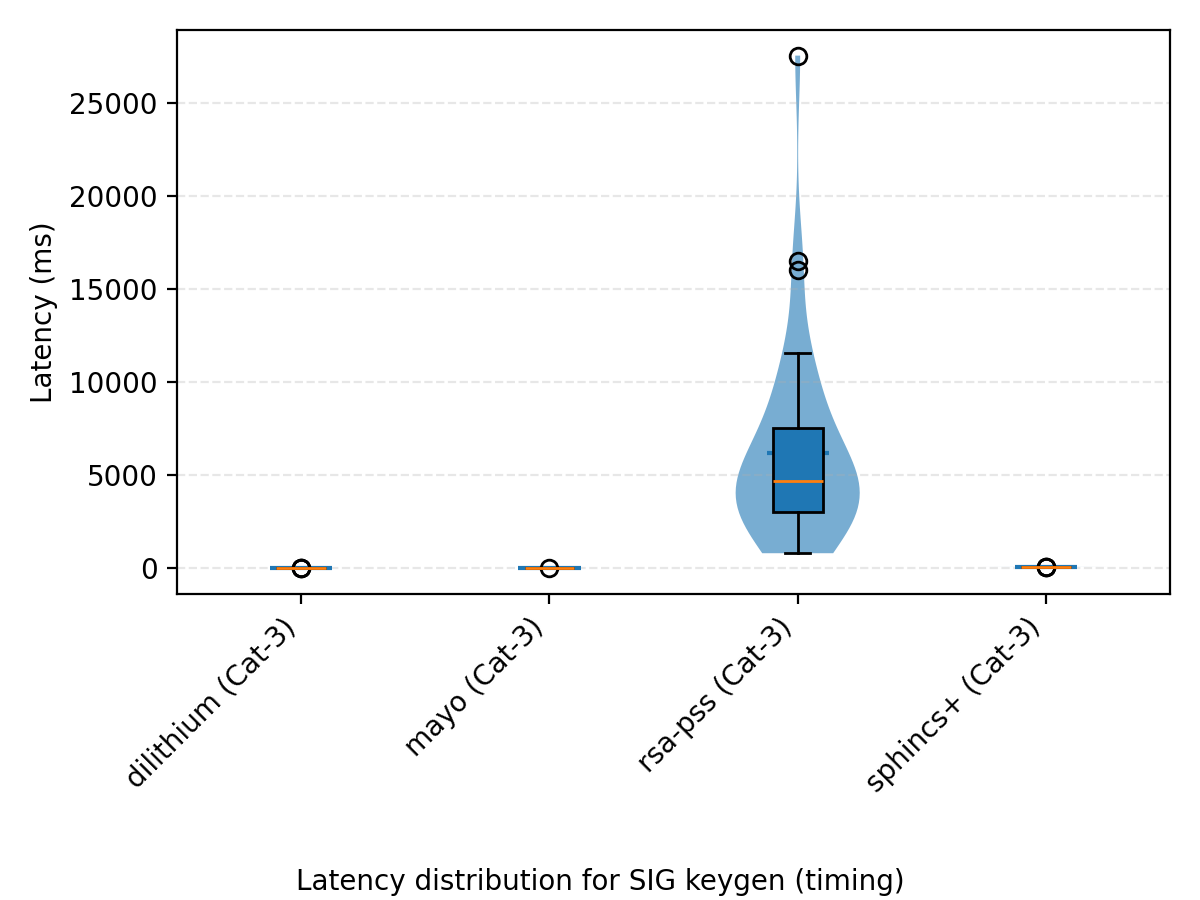 25000
20000
15000
10000
5000
0
Latency (ms)
dilithium (Cat-3)
mayo (Cat-3)
rsa-pss (Cat-3)
sphincs+ (Cat-3)
Latency distribution for SIG keygen (timing)